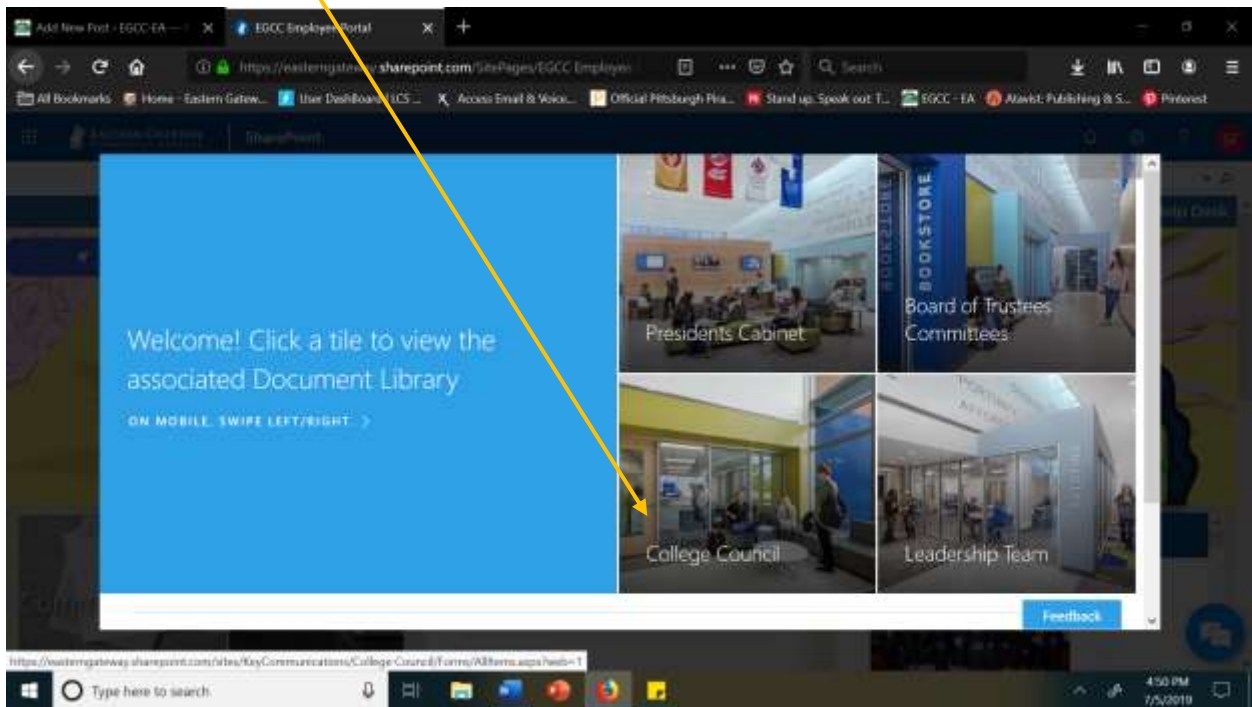 Add New Post ‹ EGCC-EA —
EGCC Employee Portal
https://easterngateway.sharepoint.com/SitePages/EGCC Employee
Search
All Bookmarks
Home - Eastern Gatew...
User DashBoard LCS ...
Access Email & Voice...
Official Pittsburgh Pira...
Stand up. Speak out T...
EGCC - EA
Atavist: Publishing & S...
Pinterest
SharePoint
Help Desk
Welcome! Click a tile to view the
associated Document Library
ON MOBILE, SWIPE LEFT/RIGHT >
BOOKSTORE
BOOKSTORE
Presidents Cabinet
Board of Trustees
Committees
College Council
Leadership Team
Feedback
https://easterngateway.sharepoint.com/sites/KeyCommunications/College Council/Forms/AllItems.aspx?web=1
Type here to search
4:50 PM
7/5/2019